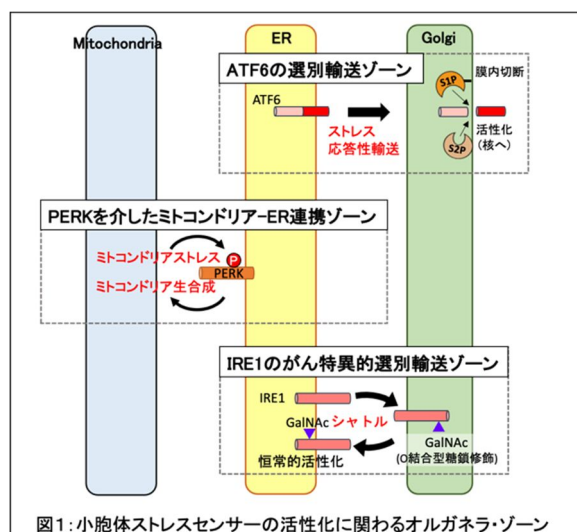 Mitochondria
ER
Golgi
ATF6の選別輸送ゾーン
ATF6
ストレス
応答性輸送
S1P
膜内切断
S2P
活性化
(核へ)
PERKを介したミトコンドリア-ER連携ゾーン
ミトコンドリアストレス
P
PERK
ミトコンドリア生合成
IRE1のがん特異的選別輸送ゾーン
IRE1
GalNAc
シャトル
恒常的活性化
GalNAc
(O結合型糖鎖修飾)
図1：小胞体ストレスセンサーの活性化に関わるオルガネラ・ゾーン